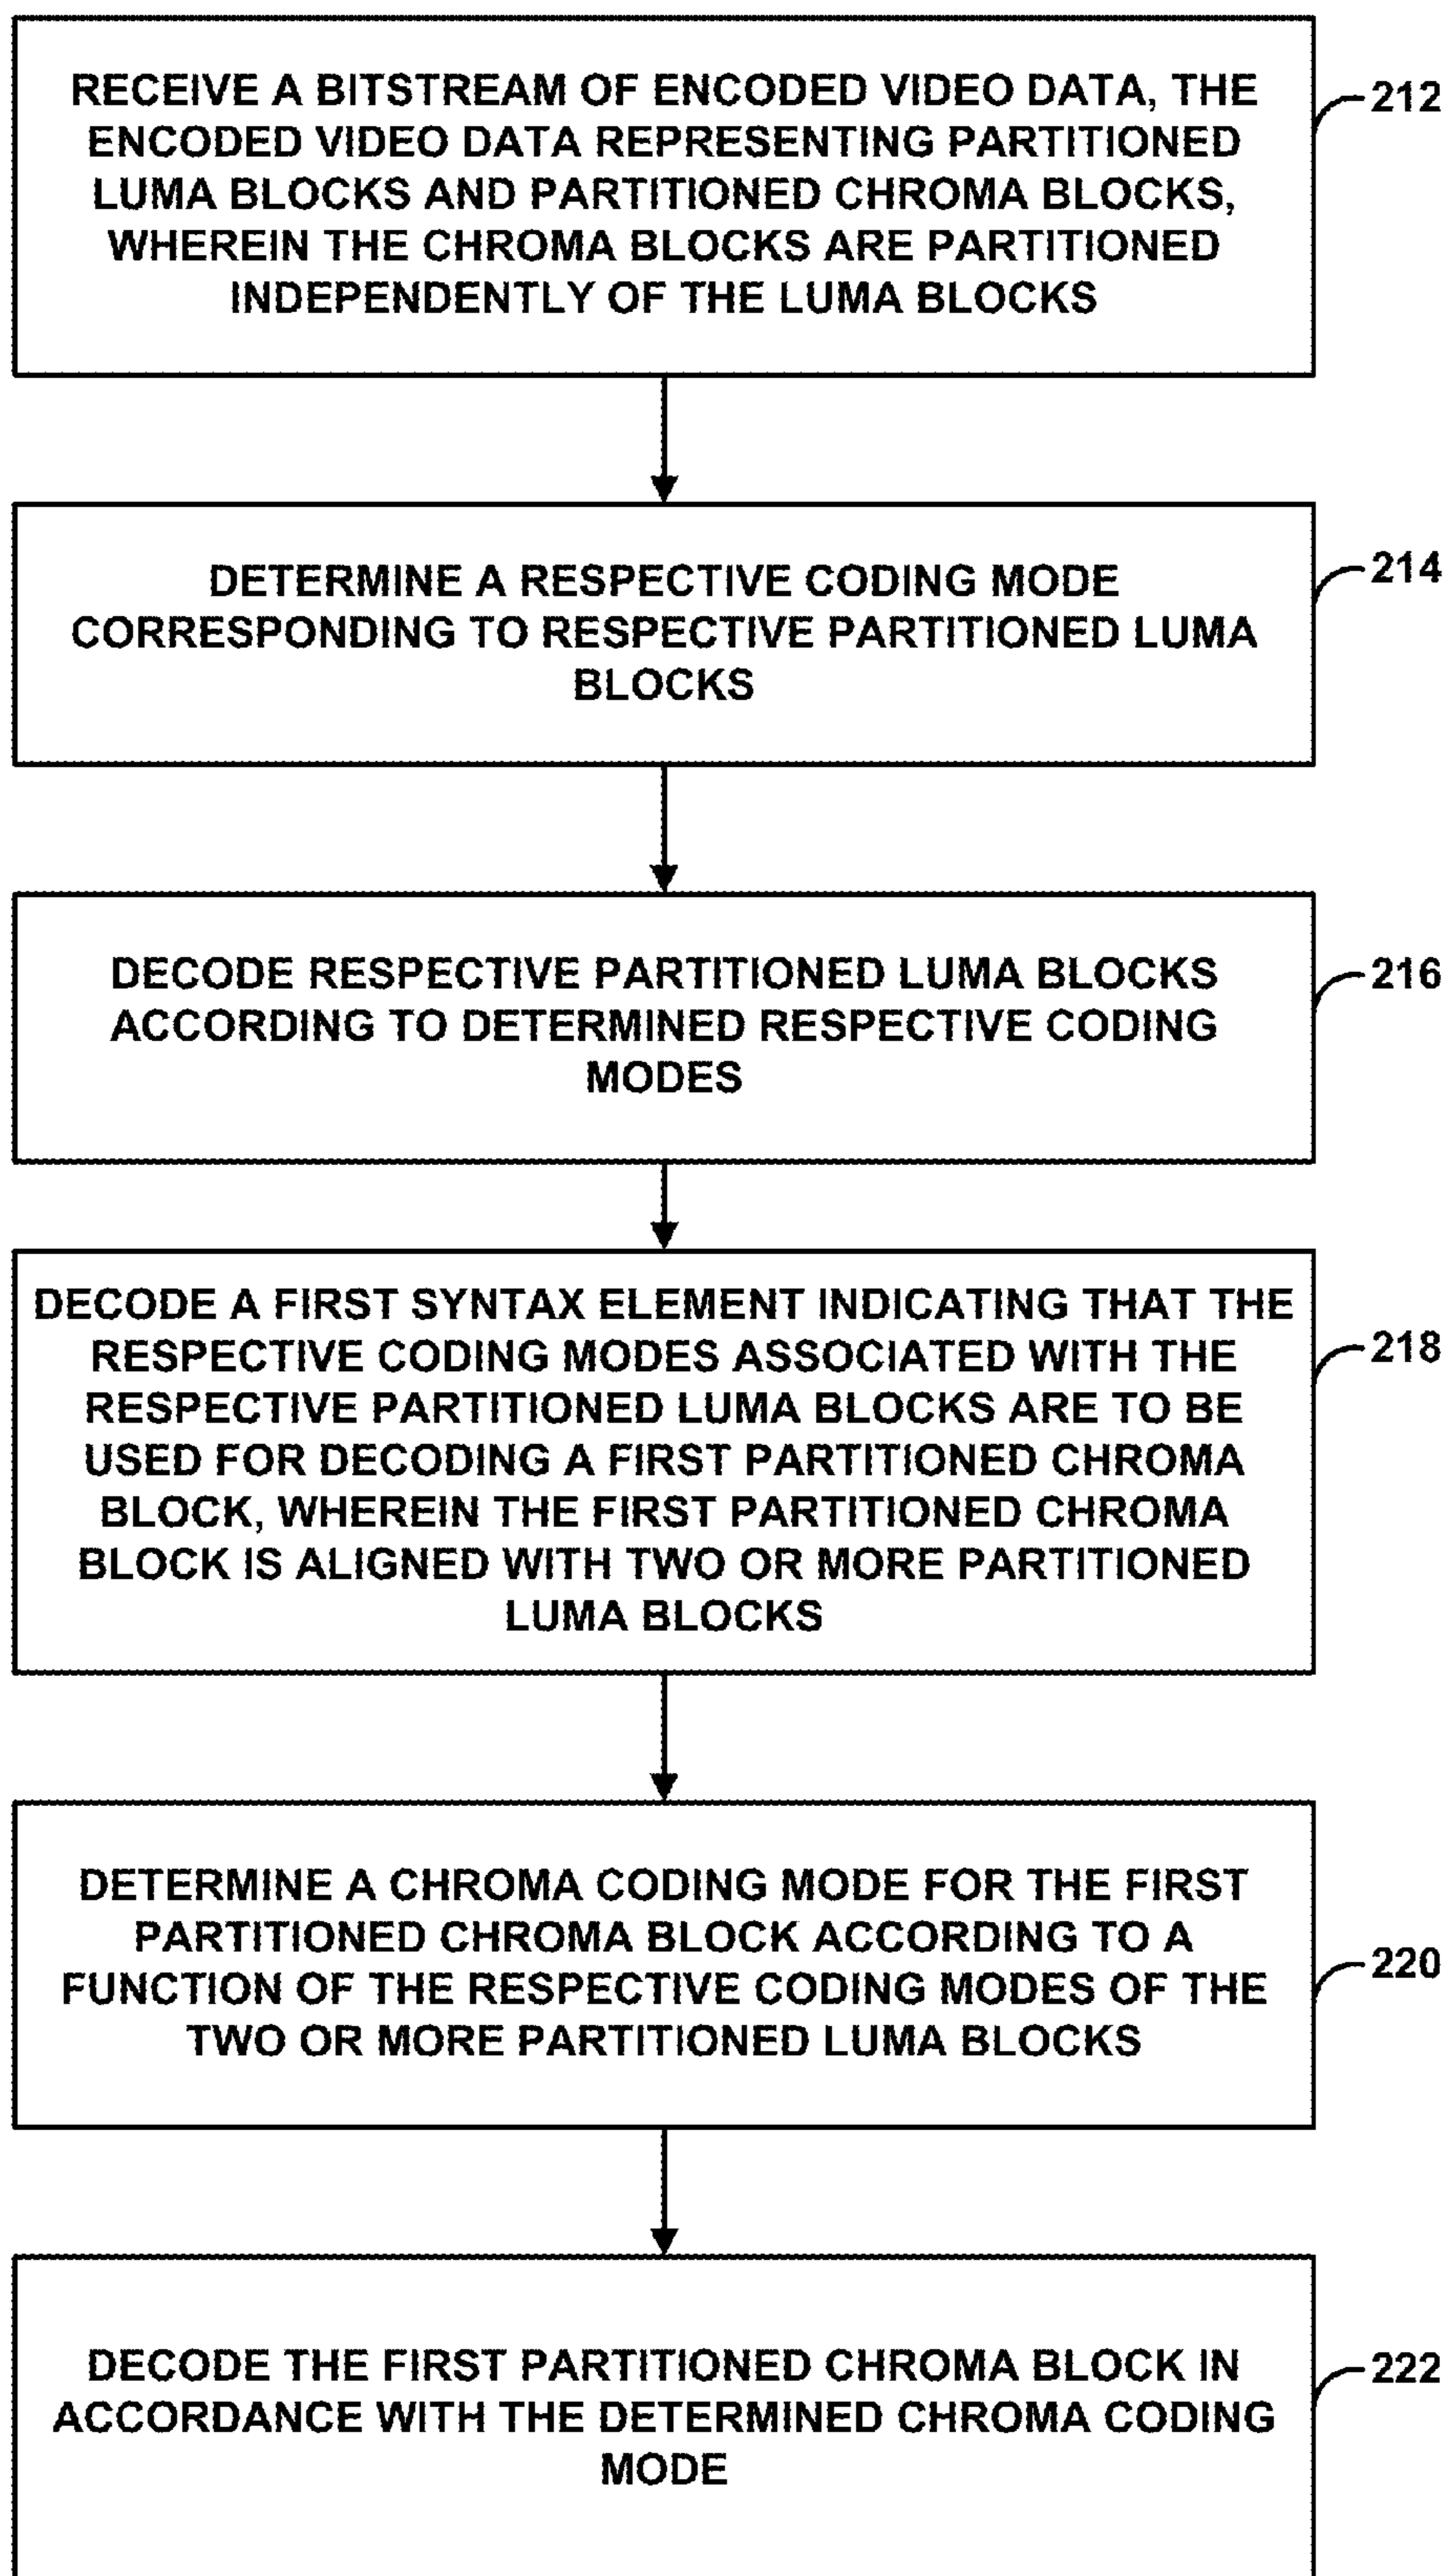 RECEIVE A BITSTREAM OF ENCODED VIDEO DATA, THE
ENCODED VIDEO DATA REPRESENTING PARTITIONED
LUMA BLOCKS AND PARTITIONED CHROMA BLOCKS,
WHEREIN THE CHROMA BLOCKS ARE PARTITIONED
INDEPENDENTLY OF THE LUMA BLOCKS
212
DETERMINE A RESPECTIVE CODING MODE
CORRESPONDING TO RESPECTIVE PARTITIONED LUMA
BLOCKS
214
DECODE RESPECTIVE PARTITIONED LUMA BLOCKS
ACCORDING TO DETERMINED RESPECTIVE CODING
MODES
216
DECODE A FIRST SYNTAX ELEMENT INDICATING THAT THE
RESPECTIVE CODING MODES ASSOCIATED WITH THE
RESPECTIVE PARTITIONED LUMA BLOCKS ARE TO BE
USED FOR DECODING A FIRST PARTITIONED CHROMA
BLOCK, WHEREIN THE FIRST PARTITIONED CHROMA
BLOCK IS ALIGNED WITH TWO OR MORE PARTITIONED
LUMA BLOCKS
218
DETERMINE A CHROMA CODING MODE FOR THE FIRST
PARTITIONED CHROMA BLOCK ACCORDING TO A
FUNCTION OF THE RESPECTIVE CODING MODES OF THE
TWO OR MORE PARTITIONED LUMA BLOCKS
220
DECODE THE FIRST PARTITIONED CHROMA BLOCK IN
ACCORDANCE WITH THE DETERMINED CHROMA CODING
MODE
222